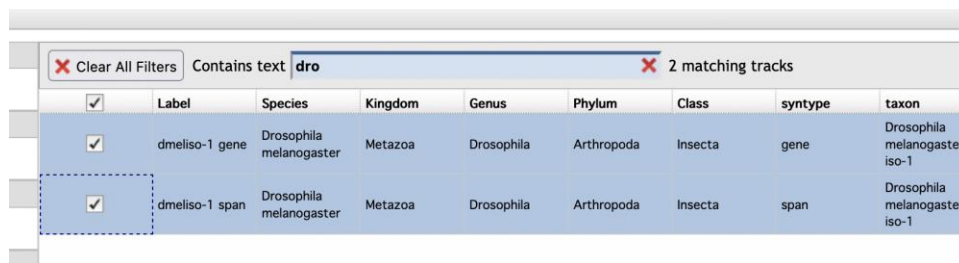 Clear All Filters Contains text dro 2 matching tracks
Label Species Kingdom Genus Phylum Class syntype taxon
dmeliso-1 gene Drosophila melanogaster Metazoa Drosophila Arthropoda Insecta gene Drosophila melanogaste iso-1
dmeliso-1 span Drosophila melanogaster Metazoa Drosophila Arthropoda Insecta span Drosophila melanogaste iso-1